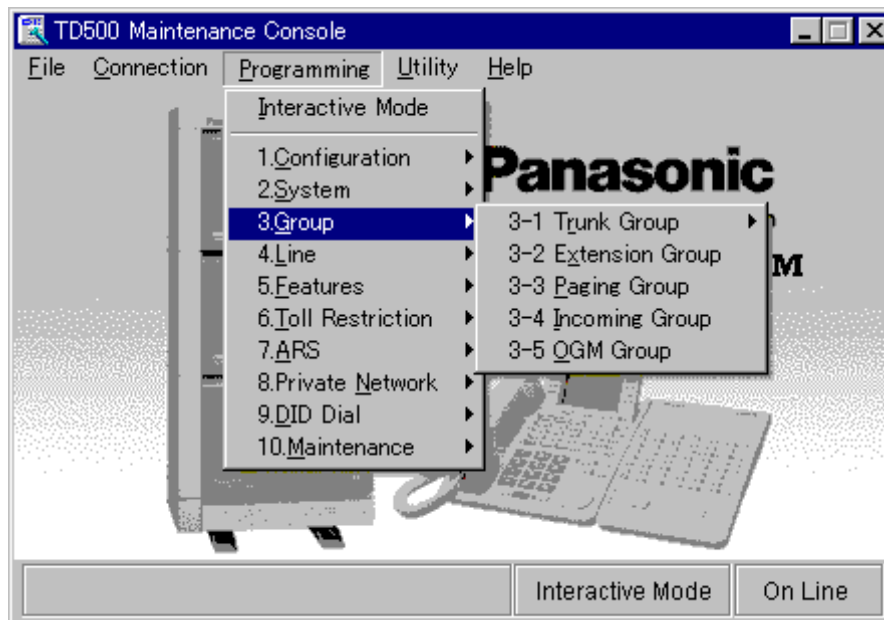 TD500 Maintenance Console
File Connection Programming Utility Help
Interactive Mode
1.Configuration
2.System
3.Group
4.Line
5.Features
6.Toll Restriction
7.ARS
8.Private Network
9.DID Dial
10.Maintenance
Panasonic
3-1 Trunk Group
3-2 Extension Group
3-3 Paging Group
3-4 Incoming Group
3-5 OGM Group
Interactive Mode
On Line